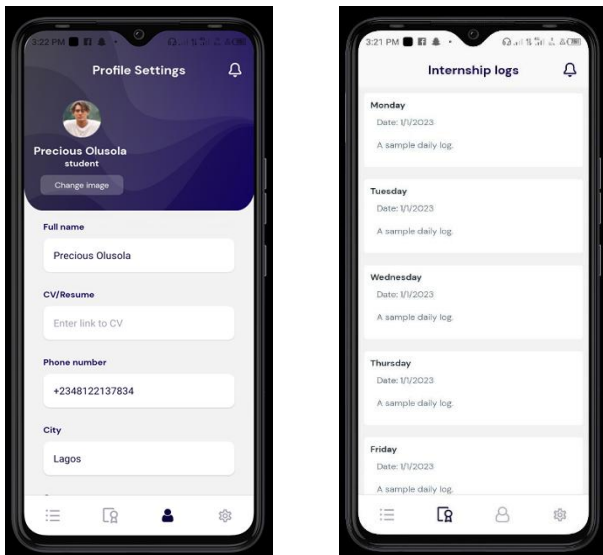 3:22 PM
Profile Settings
Precious Olusola
student
Change image
Full name
Precious Olusola
CV/Resume
Enter link to CV
Phone number
+2348122137834
City
Lagos
3:21 PM
Internship logs
Monday
Date: 1/1/2023
A sample daily log.
Tuesday
Date: 1/1/2023
A sample daily log.
Wednesday
Date: 1/1/2023
A sample daily log.
Thursday
Date: 1/1/2023
A sample daily log.
Friday
Date: 1/1/2023
A sample daily log.